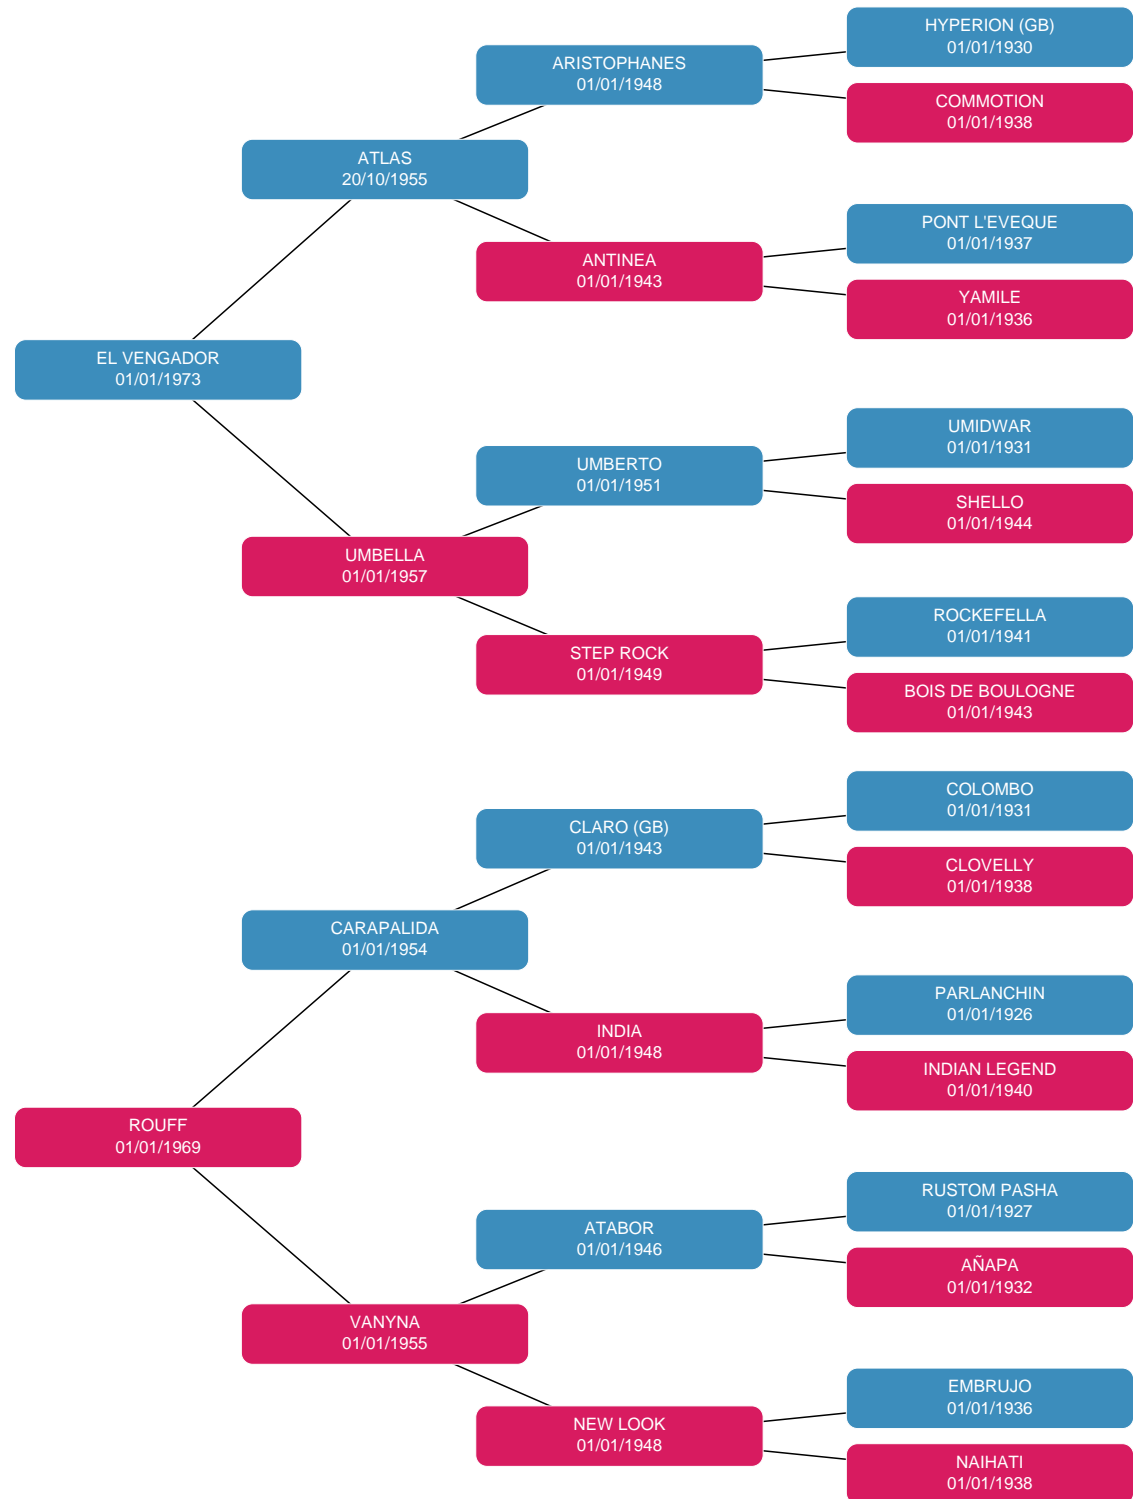 HYPERION (GB)
01/01/1930
ARISTOPHANES
01/01/1948
COMMOTION
01/01/1938
ATLAS
20/10/1955
PONT L'EVEQUE
01/01/1937
ANTINEA
01/01/1943
YAMILE
01/01/1936
EL VENGADOR
01/01/1973
UMIDWAR
01/01/1931
UMBERTO
01/01/1951
SHELLO
01/01/1944
UMBELLA
01/01/1957
ROCKEFELLA
01/01/1941
STEP ROCK
01/01/1949
BOIS DE BOULOGNE
01/01/1943
COLOMBO
01/01/1931
CLARO (GB)
01/01/1943
CLOVELLY
01/01/1938
CARAPALIDA
01/01/1954
PARLANCHIN
01/01/1926
INDIA
01/01/1948
INDIAN LEGEND
01/01/1940
ROUFF
01/01/1969
RUSTOM PASHA
01/01/1927
ATABOR
01/01/1946
AÑAPA
01/01/1932
VANYNA
01/01/1955
EMBRUJO
01/01/1936
NEW LOOK
01/01/1948
NAIHATI
01/01/1938